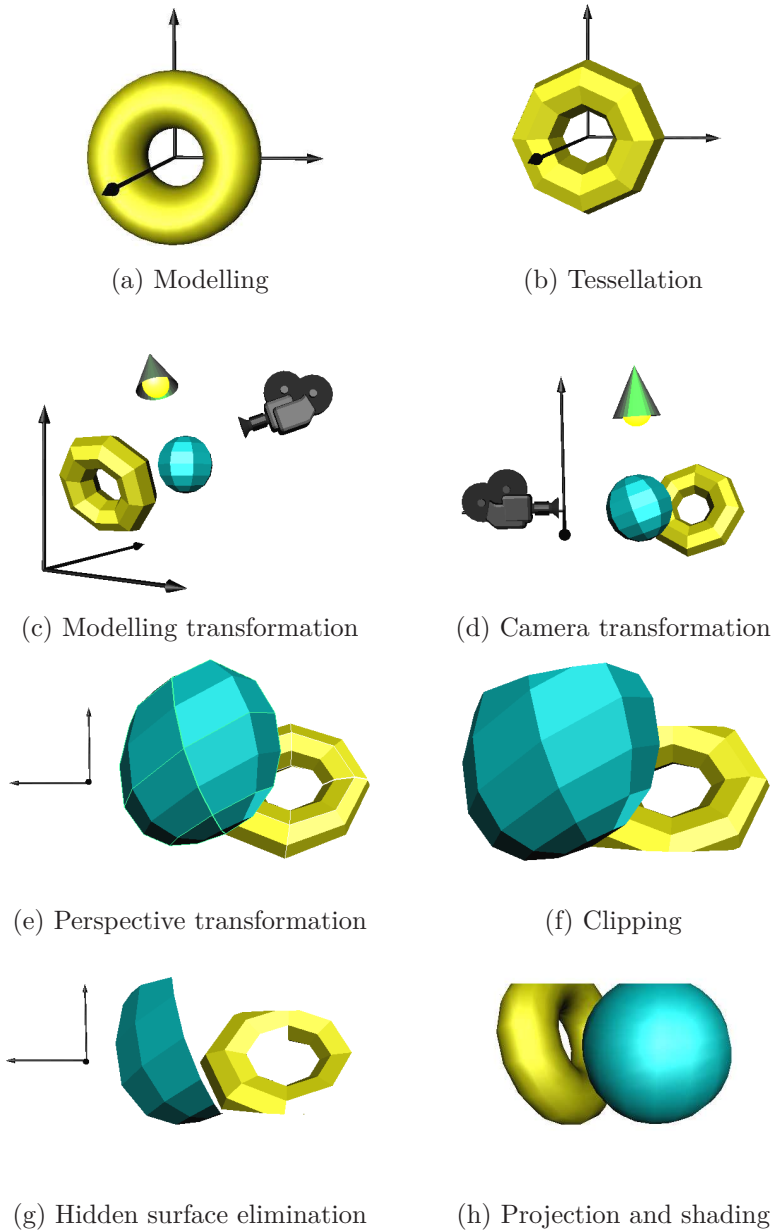 (a) Modelling
(b) Tessellation
(c) Modelling transformation
(d) Camera transformation
(e) Perspective transformation
(f) Clipping
(g) Hidden surface elimination
(h) Projection and shading